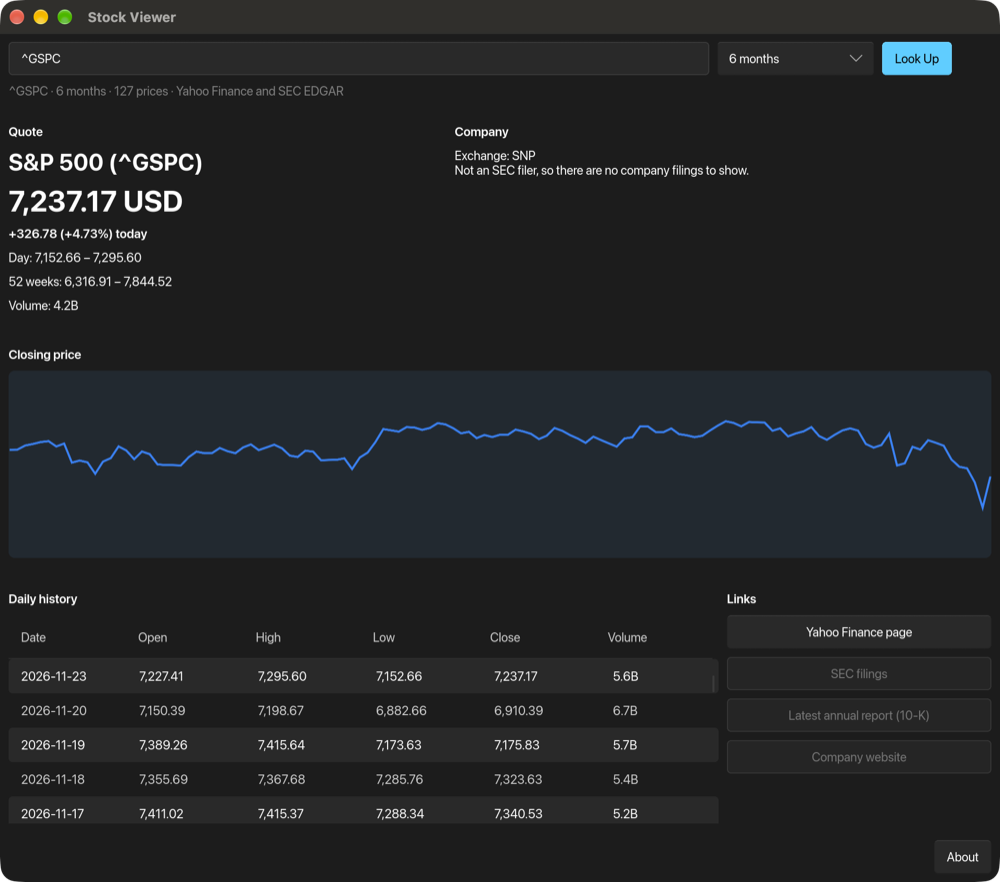 Stock Viewer
^GSPC
6 months
Look Up
^GSPC · 6 months · 127 prices · Yahoo Finance and SEC EDGAR
Quote
S&P 500 (^GSPC)
7,237.17 USD
+326.78 (+4.73%) today
Day: 7,152.66 – 7,295.60
52 weeks: 6,316.91 – 7,844.52
Volume: 4.2B
Company
Exchange: SNP
Not an SEC filer, so there are no company filings to show.
Closing price
Daily history
Date Open High Low Close Volume
2026-11-23 7,227.41 7,295.60 7,152.66 7,237.17 5.6B
2026-11-20 7,150.39 7,198.67 6,882.66 6,910.39 6.7B
2026-11-19 7,389.26 7,415.64 7,173.63 7,175.83 5.7B
2026-11-18 7,355.69 7,367.68 7,285.76 7,323.63 5.4B
2026-11-17 7,411.02 7,415.37 7,288.34 7,340.53 5.2B
Links
Yahoo Finance page
SEC filings
Latest annual report (10-K)
Company website
About